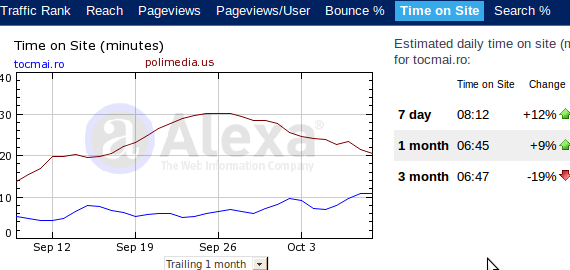 Traffic Rank Reach Pageviews Pageviews/User Bounce % Time on Site Search %
Time on Site (minutes)
tocmai.ro polimedia.us
40
30
20
10
0
Sep 12 Sep 19 Sep 26 Oct 3
Alexa®
The Web Information Company
Trailing 1 month
Estimated daily time on site (m
for tocmai.ro:
Time on Site Change
7 day 08:12 +12%
1 month 06:45 +9%
3 month 06:47 -19%